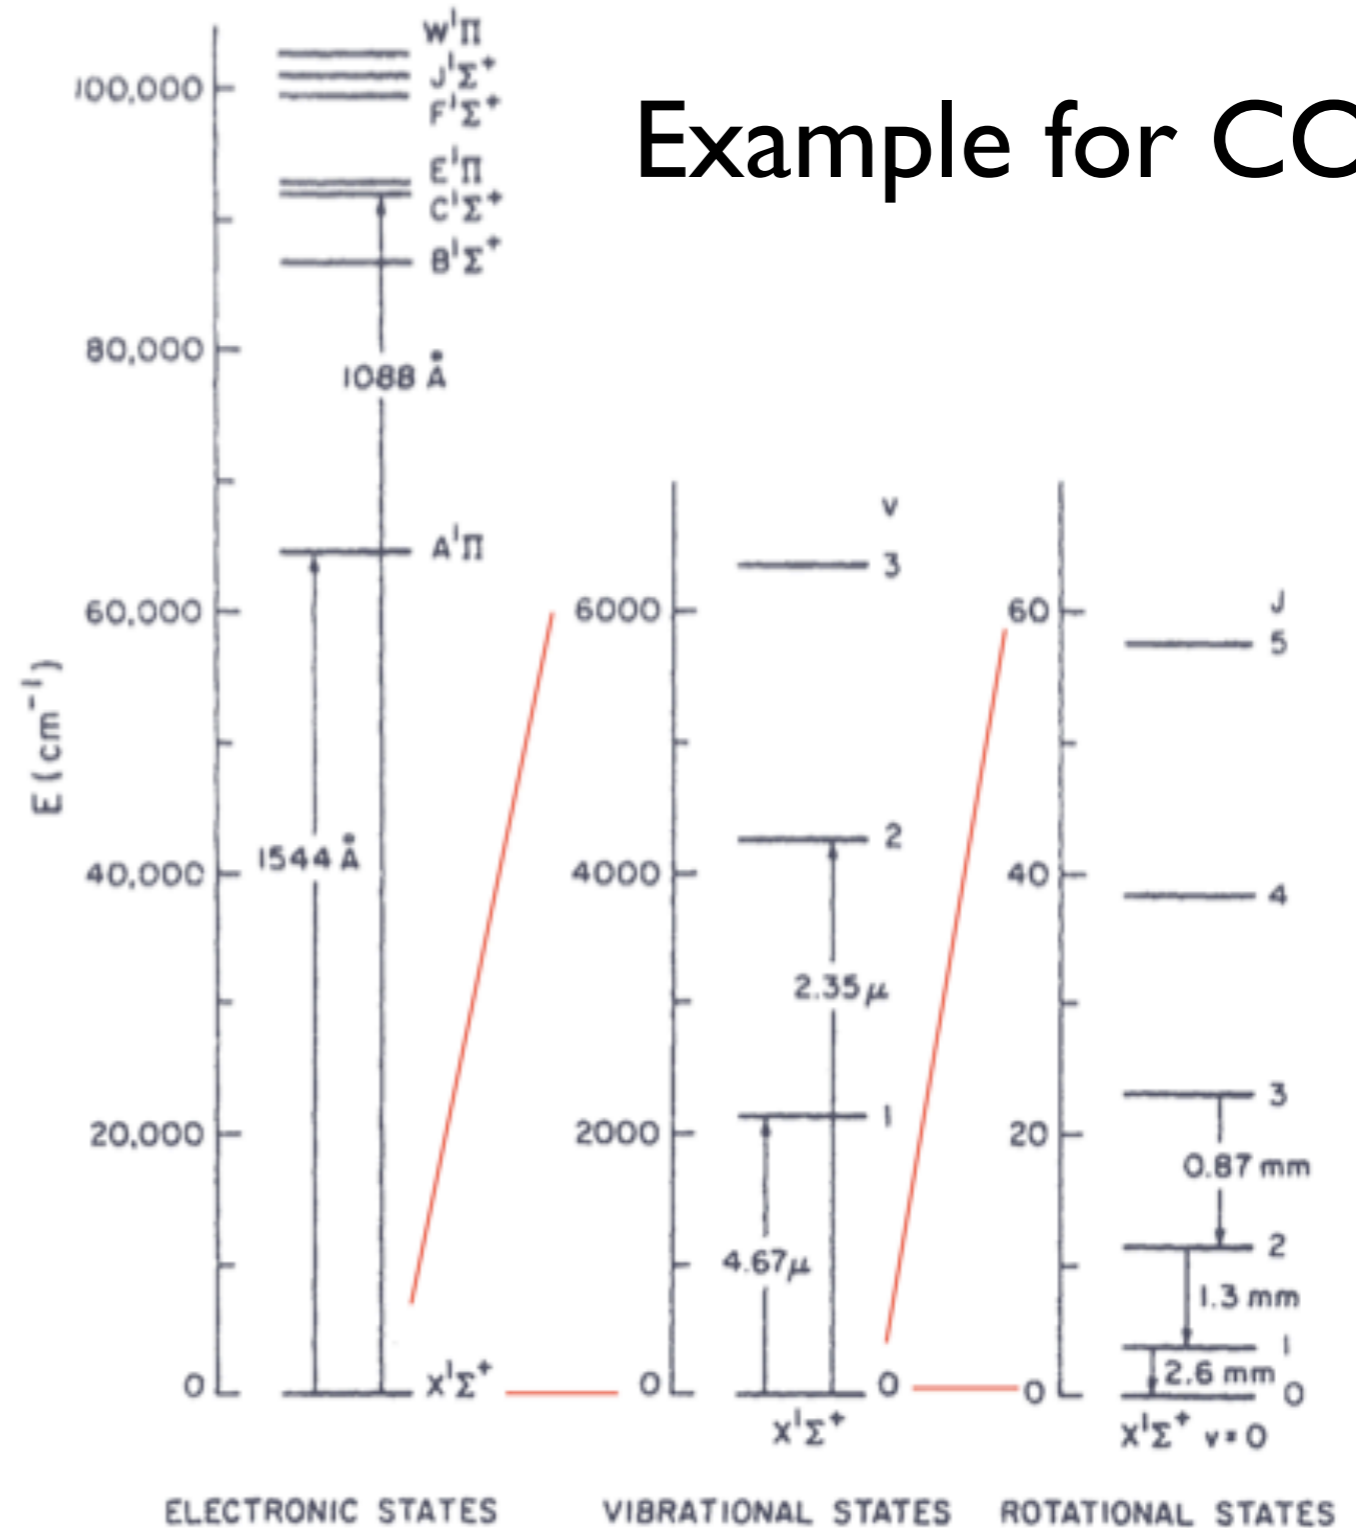 Example for CO
E (cm⁻¹)
100,000
80,000
60,000
40,000
20,000
0
W¹Π
J¹Σ⁺
F¹Σ⁺
E¹Π
C¹Σ⁺
B¹Σ⁺
1088 Å
A¹Π
1544 Å
X¹Σ⁺
ELECTRONIC STATES
6000
4000
2000
0
v
3
2
2.35μ
1
4.67μ
0
X¹Σ⁺
VIBRATIONAL STATES
60
40
20
0
J
5
4
3
0.87 mm
2
1.3 mm
1
2.6 mm
0
X¹Σ⁺ v=0
ROTATIONAL STATES